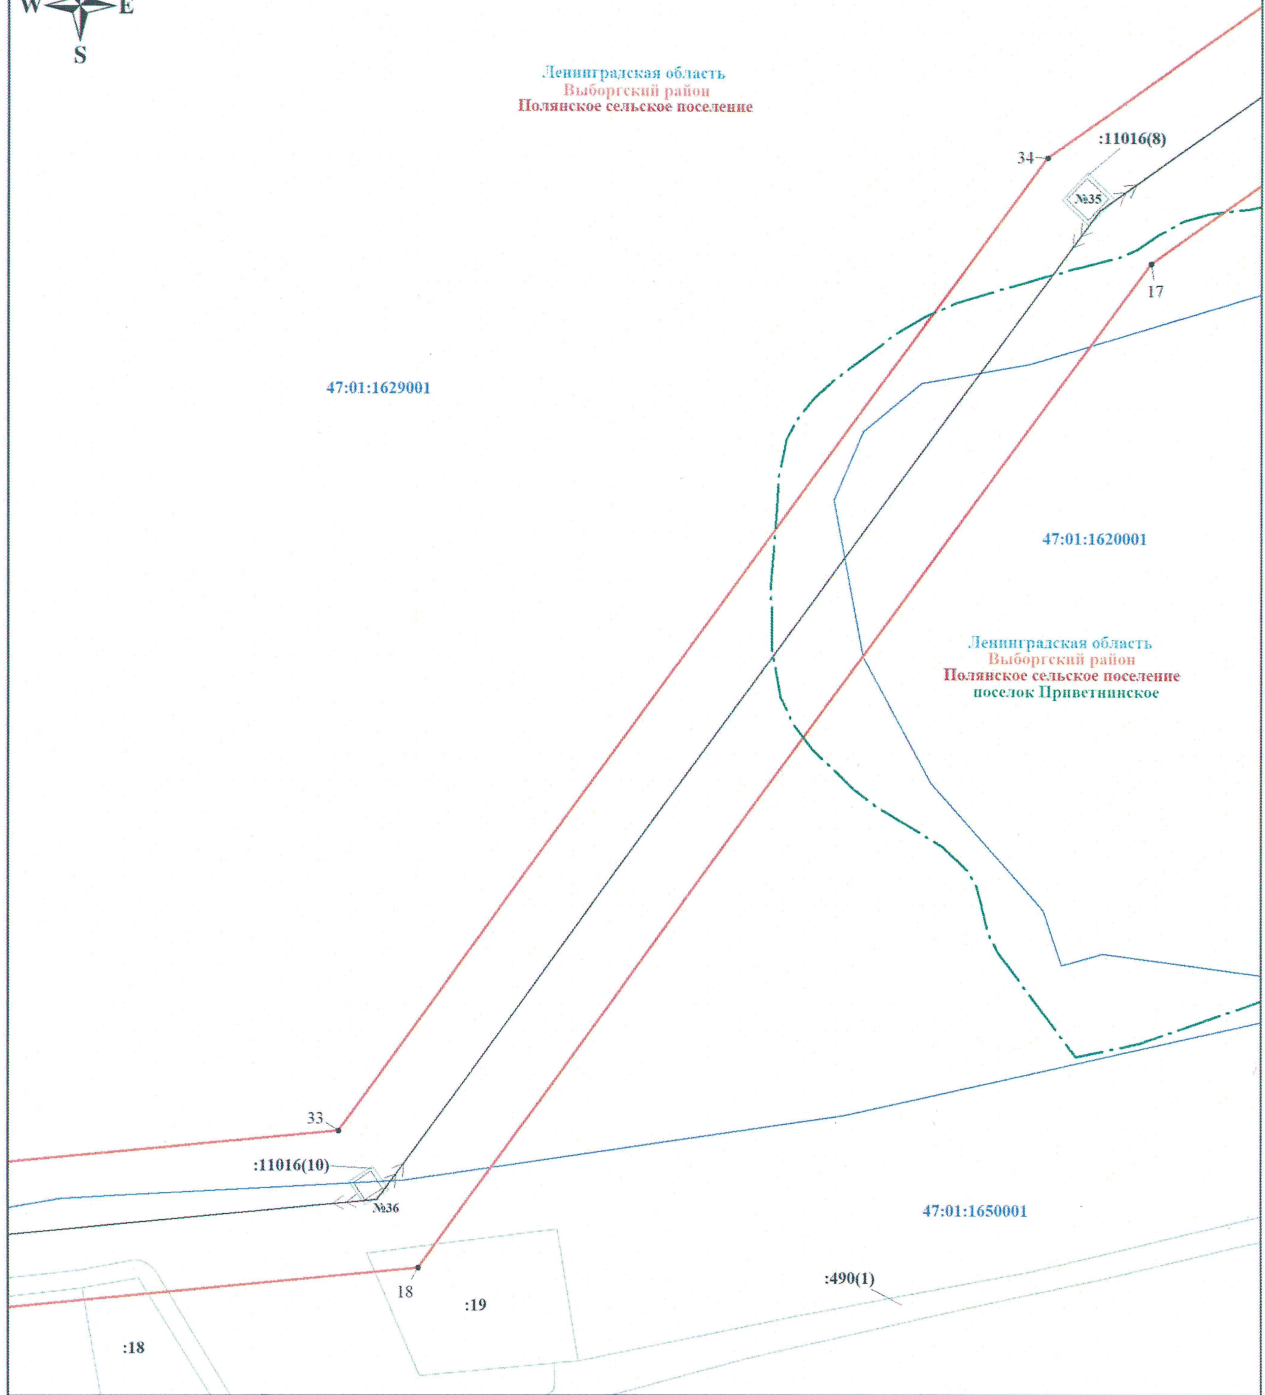 W E
S
Ленинградская область
Выборгский район
Полянское сельское поселение
:11016(8)
34
№35
17
47:01:1629001
47:01:1620001
Ленинградская область
Выборгский район
Полянское сельское поселение
поселок Приветнинское
33
:11016(10)
№36
47:01:1650001
:490(1)
18
:19
:18